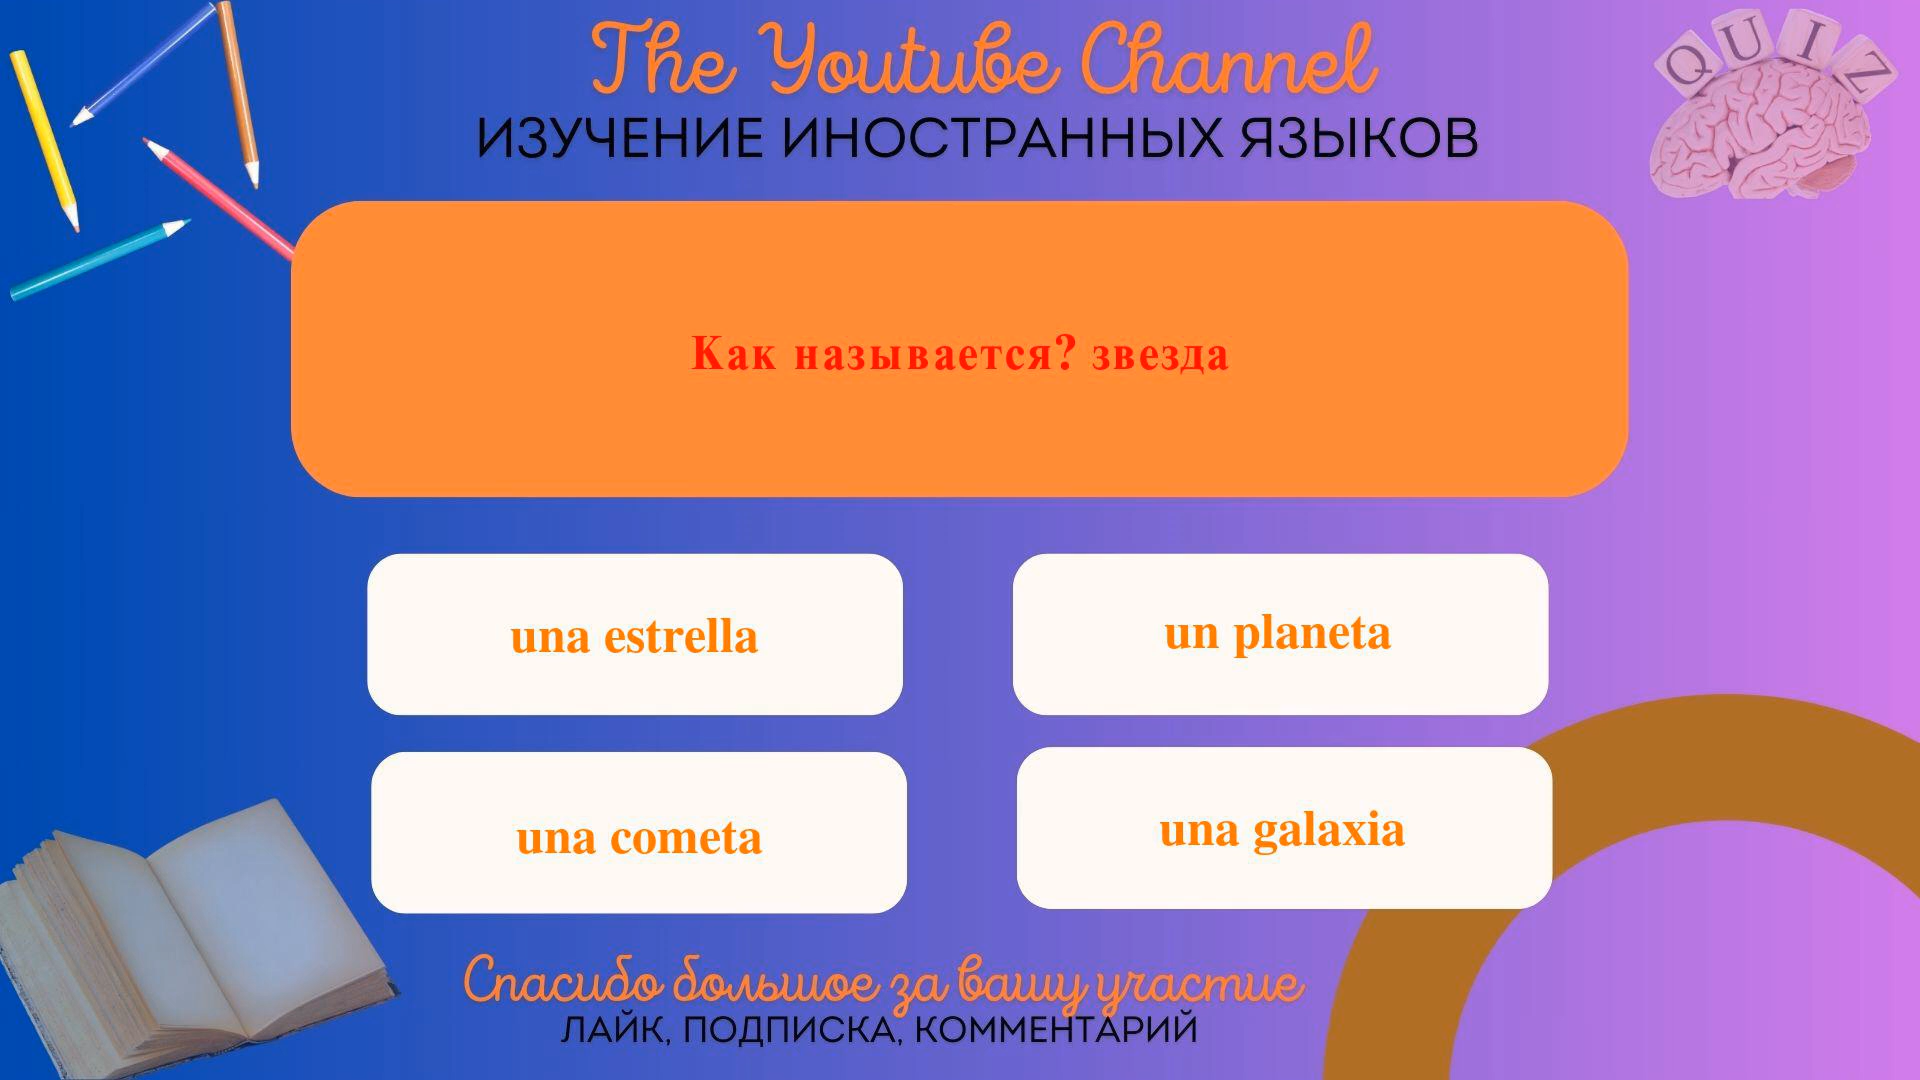 The Youtube Channel
QUIZ
ИЗУЧЕНИЕ ИНОСТРАННЫХ ЯЗЫКОВ
Как называется? звезда
una estrella
un planeta
una cometa
una galaxia
Спасибо большое за вашу участие
ЛАЙК, ПОДПИСКА, КОММЕНТАРИЙ